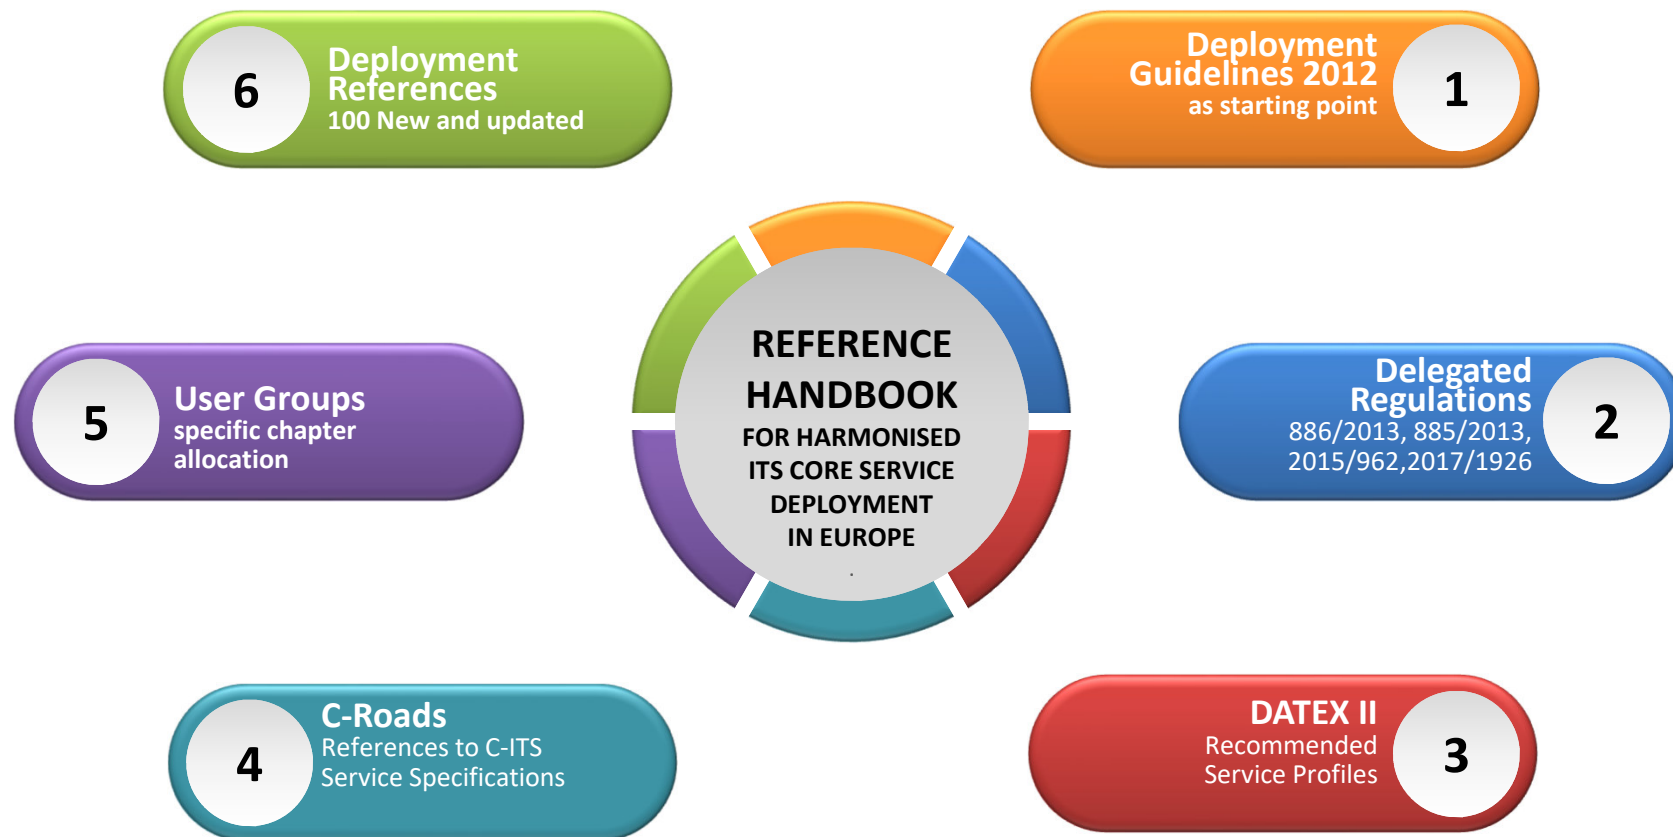 REFERENCE
HANDBOOK
FOR HARMONISED
ITS CORE SERVICE
DEPLOYMENT
IN EUROPE
.
1
Deployment
Guidelines 2012
as starting point
2
Delegated
Regulations
886/2013, 885/2013,
2015/962,2017/1926
3
DATEX II
Recommended
Service Profiles
4
C-Roads
References to C-ITS
Service Specifications
5
User Groups
specific chapter
allocation
6
Deployment
References
100 New and updated